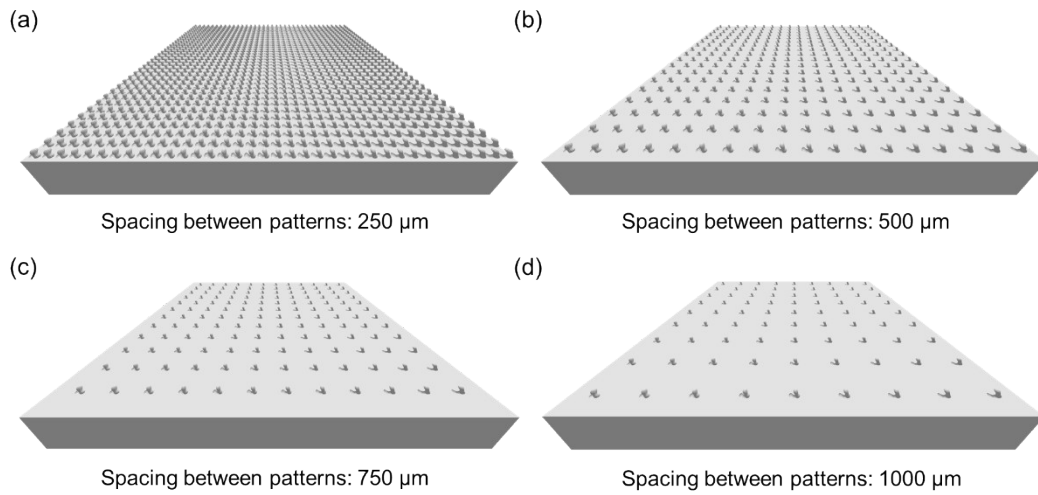 (a)
Spacing between patterns: 250 μm
(b)
Spacing between patterns: 500 μm
(c)
Spacing between patterns: 750 μm
(d)
Spacing between patterns: 1000 μm